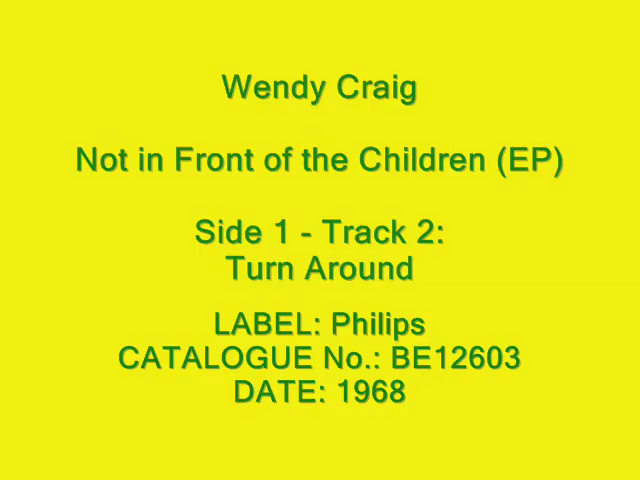 Wendy Craig
Not in Front of the Children (EP)
Side 1 - Track 2:
Turn Around
LABEL: Philips
CATALOGUE No.: BE12603
DATE: 1968